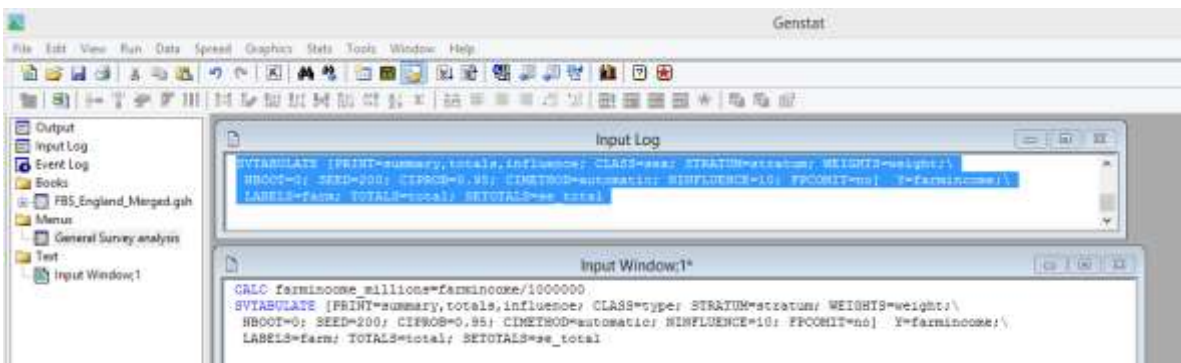 Genstat
File Edit View Run Data Spread Graphics Stats Tools Window Help
Output
Input Log
Event Log
Books
FBS_England_Merged.gsh
Menus
General Survey analysis
Text
Input Window;1
Input Log
SVTABULATE [PRINT=summary,totals,influence; CLASS=sex; STRATUM=stratum; WEIGHTS=weight;\
NBOOT=0; SEED=200; CIPROB=0.95; CIMETHOD=automatic; NINFLUENCE=10; FPCOMIT=no] Y=farmincome;\
LABELS=farm; TOTALS=total; SETOTALS=se_total
Input Window;1*
CALC farmincome_millions=farmincome/1000000
SVTABULATE [PRINT=summary,totals,influence; CLASS=type; STRATUM=stratum; WEIGHTS=weight;\
NBOOT=0; SEED=200; CIPROB=0.95; CIMETHOD=automatic; NINFLUENCE=10; FPCOMIT=no] Y=farmincome;\
LABELS=farm; TOTALS=total; SETOTALS=se_total